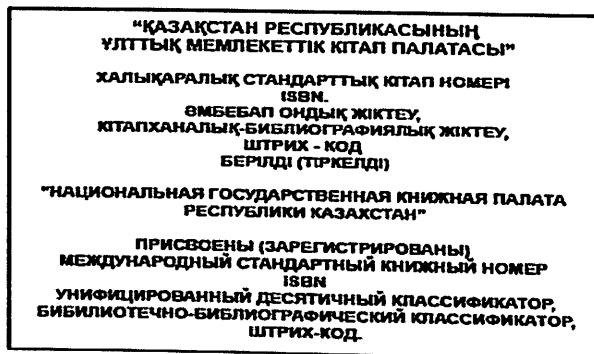 "ҚАЗАҚСТАН РЕСПУБЛИКАСЫНЫҢ
ҰЛТТЫҚ МЕМЛЕКЕТТІК КІТАП ПАЛАТАСЫ"
ХАЛЫҚАРАЛЫҚ СТАНДАРТТЫҚ КІТАП НОМЕРІ
ISBN.
ӘМБЕБАП ОНДЫҚ ЖІКТЕУ,
КІТАПХАНАЛЫҚ-БИБЛИОГРАФИЯЛЫҚ ЖІКТЕУ,
ШТРИХ - КОД
БЕРІЛДІ (ТІРКЕЛДІ)
"НАЦИОНАЛЬНАЯ ГОСУДАРСТВЕННАЯ КНИЖНАЯ ПАЛАТА
РЕСПУБЛИКИ КАЗАХСТАН"
ПРИСВОЕНЫ (ЗАРЕГИСТРИРОВАНЫ)
МЕЖДУНАРОДНЫЙ СТАНДАРТНЫЙ КНИЖНЫЙ НОМЕР
ISBN
УНИФИЦИРОВАННЫЙ ДЕСЯТИЧНЫЙ КЛАССИФИКАТОР,
БИБИЛИОТЕЧНО-БИБЛИОГРАФИЧЕСКИЙ КЛАССИФИКАТОР,
ШТРИХ-КОД.